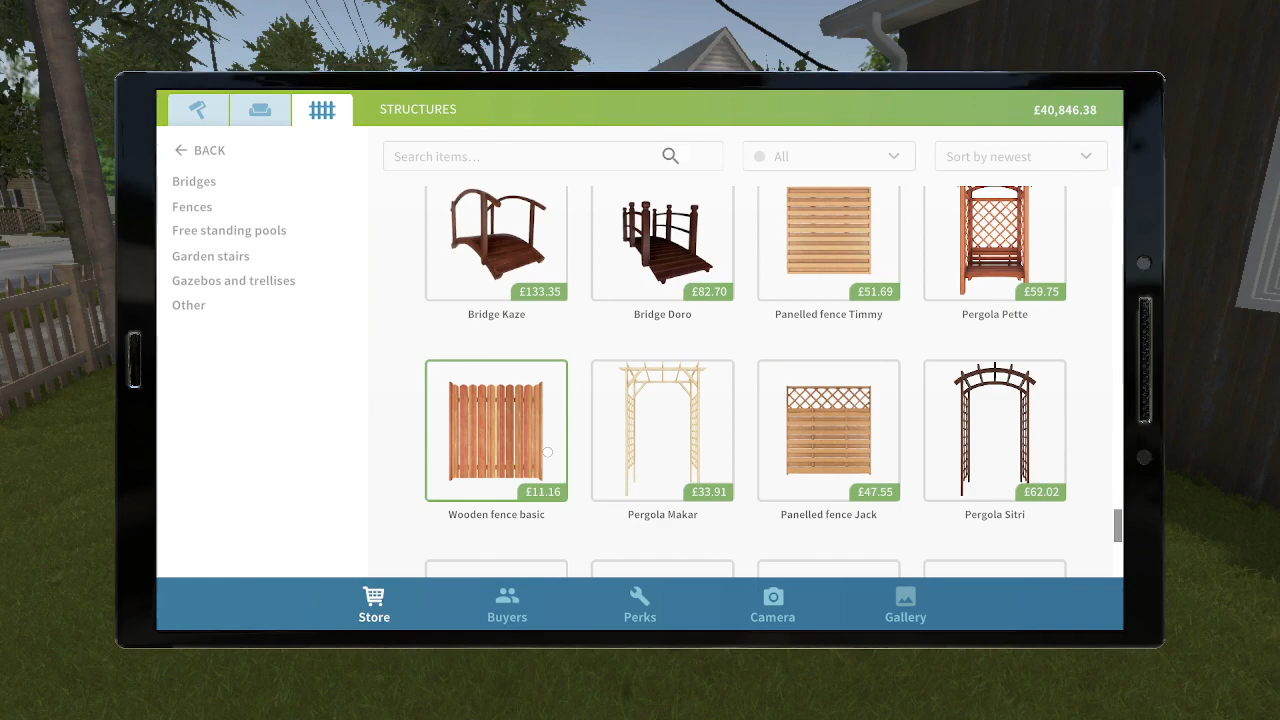 STRUCTURES
£40,846.38
BACK
Search items...
All
Sort by newest
Bridges
Fences
Free standing pools
Garden stairs
Gazebos and trellises
Other
£133.35
£82.70
£51.69
£59.75
Bridge Kaze
Bridge Doro
Panelled fence Timmy
Pergola Pette
£11.16
£33.91
£47.55
£62.02
Wooden fence basic
Pergola Makar
Panelled fence Jack
Pergola Sitri
Store
Buyers
Perks
Camera
Gallery